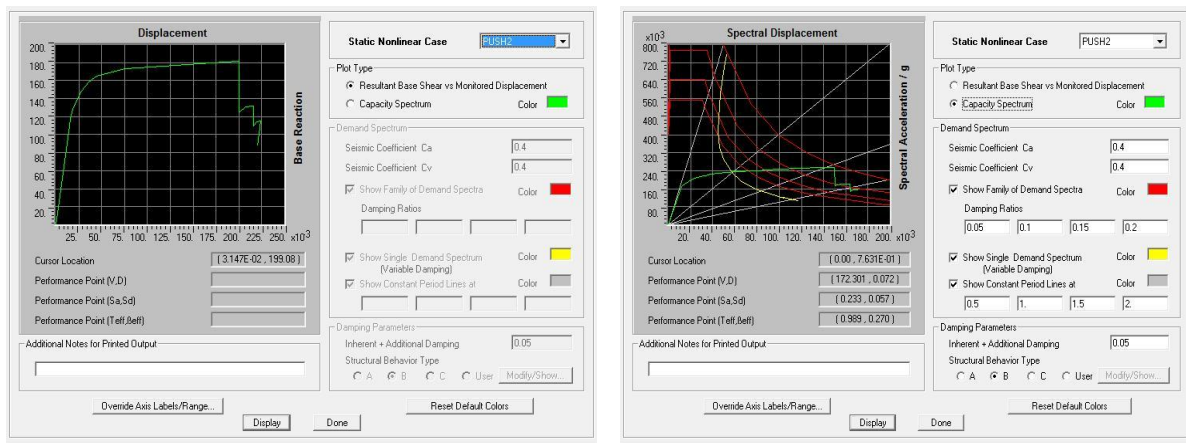 Displacement
200.
180.
160.
140.
120.
100.
80.
60.
40.
20.
Base Reaction
25. 50. 75. 100. 125. 150. 175. 200. 225. 250. x10^-3
Cursor Location ( 3.147E-02 , 199.08 )
Performance Point (V,D)
Performance Point (Sa,Sd)
Performance Point (Teff,βeff)
Additional Notes for Printed Output
Override Axis Labels/Range...
Static Nonlinear Case PUSH2
Plot Type
Resultant Base Shear vs Monitored Displacement
Capacity Spectrum Color
Demand Spectrum
Seismic Coefficient Ca 0.4
Seismic Coefficient Cv 0.4
Show Family of Demand Spectra Color
Damping Ratios
Show Single Demand Spectrum Color
(Variable Damping)
Show Constant Period Lines at Color
Damping Parameters
Inherent + Additional Damping 0.05
Structural Behavior Type
A B C User Modify/Show...
Reset Default Colors
Display Done
Spectral Displacement
x10^-3
800.
720.
640.
560.
480.
400.
320.
240.
160.
80.
Spectral Acceleration / g
20. 40. 60. 80. 100. 120. 140. 160. 180. 200. x10^-3
Cursor Location ( 0.00 , 7.631E-01 )
Performance Point (V,D) ( 172.301 , 0.072 )
Performance Point (Sa,Sd) ( 0.233 , 0.057 )
Performance Point (Teff,βeff) ( 0.989 , 0.270 )
Additional Notes for Printed Output
Override Axis Labels/Range...
Static Nonlinear Case PUSH2
Plot Type
Resultant Base Shear vs Monitored Displacement
Capacity Spectrum Color
Demand Spectrum
Seismic Coefficient Ca 0.4
Seismic Coefficient Cv 0.4
Show Family of Demand Spectra Color
Damping Ratios
0.05 0.1 0.15 0.2
Show Single Demand Spectrum Color
(Variable Damping)
Show Constant Period Lines at Color
0.5 1. 1.5 2.
Damping Parameters
Inherent + Additional Damping 0.05
Structural Behavior Type
A B C User Modify/Show...
Reset Default Colors
Display Done